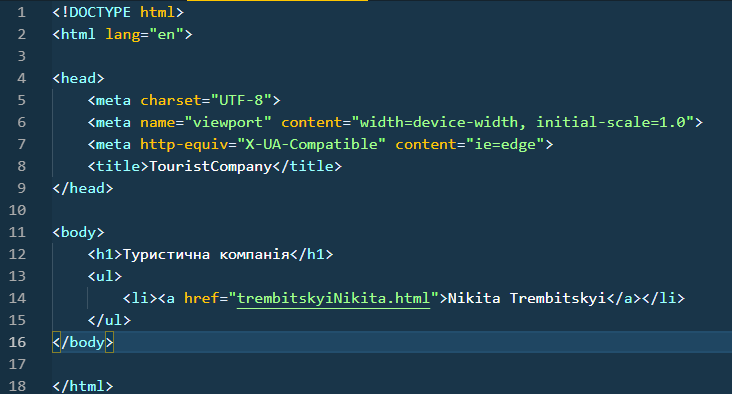 1 <!DOCTYPE html>
2 <html lang="en">
3
4 <head>
5     <meta charset="UTF-8">
6     <meta name="viewport" content="width=device-width, initial-scale=1.0">
7     <meta http-equiv="X-UA-Compatible" content="ie=edge">
8     <title>TouristCompany</title>
9 </head>
10
11 <body>
12     <h1>Туристична компанія</h1>
13     <ul>
14         <li><a href="trembitskyiNikita.html">Nikita Trembitskyi</a></li>
15     </ul>
16 </body>
17
18 </html>